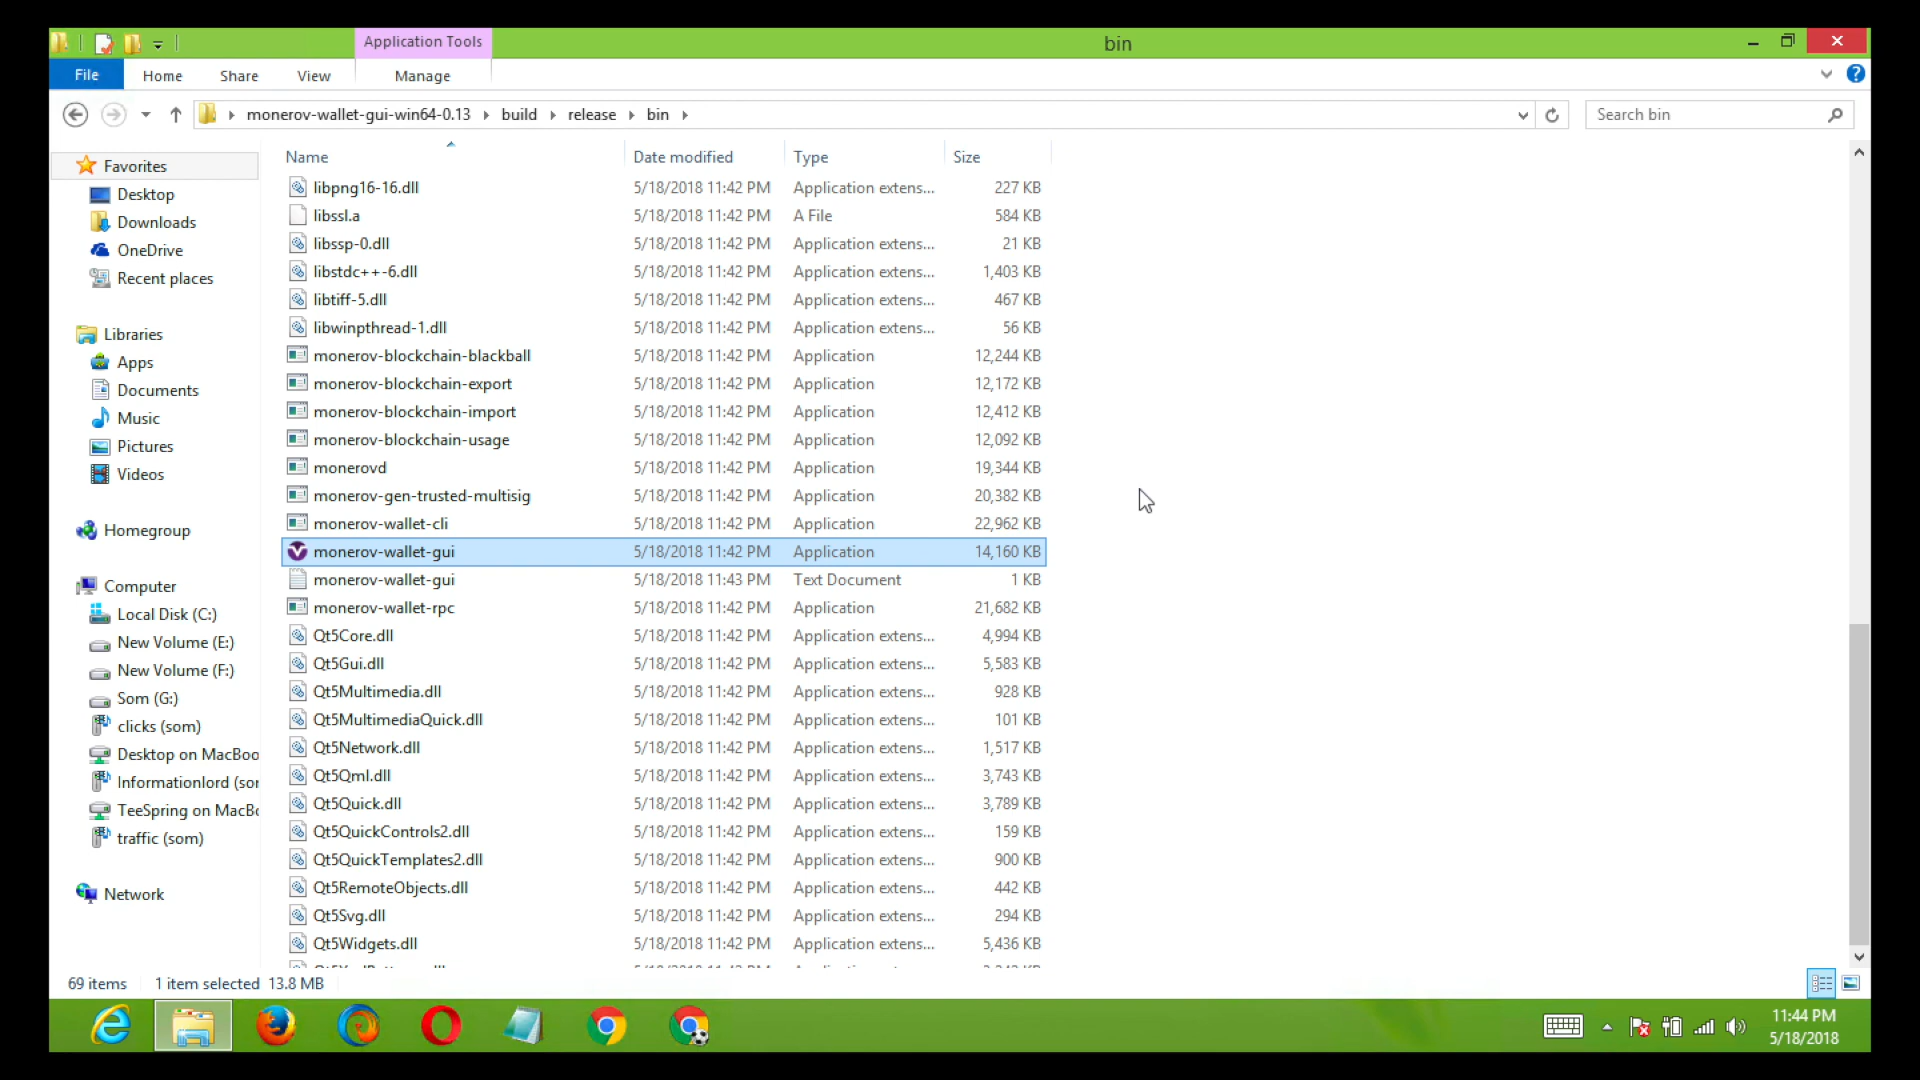 Application Tools
bin
File Home Share View Manage
monerov-wallet-gui-win64-0.13 build release bin
Search bin
Name Date modified Type Size
Favorites
Desktop
Downloads
OneDrive
Recent places
Libraries
Apps
Documents
Music
Pictures
Videos
Homegroup
Computer
Local Disk (C:)
New Volume (E:)
New Volume (F:)
Som (G:)
clicks (som)
Desktop on MacBoo
Informationlord (sor
TeeSpring on MacBo
traffic (som)
Network
libpng16-16.dll 5/18/2018 11:42 PM Application extens... 227 KB
libssl.a 5/18/2018 11:42 PM A File 584 KB
libssp-0.dll 5/18/2018 11:42 PM Application extens... 21 KB
libstdc++-6.dll 5/18/2018 11:42 PM Application extens... 1,403 KB
libtiff-5.dll 5/18/2018 11:42 PM Application extens... 467 KB
libwinpthread-1.dll 5/18/2018 11:42 PM Application extens... 56 KB
monerov-blockchain-blackball 5/18/2018 11:42 PM Application 12,244 KB
monerov-blockchain-export 5/18/2018 11:42 PM Application 12,172 KB
monerov-blockchain-import 5/18/2018 11:42 PM Application 12,412 KB
monerov-blockchain-usage 5/18/2018 11:42 PM Application 12,092 KB
monerovd 5/18/2018 11:42 PM Application 19,344 KB
monerov-gen-trusted-multisig 5/18/2018 11:42 PM Application 20,382 KB
monerov-wallet-cli 5/18/2018 11:42 PM Application 22,962 KB
monerov-wallet-gui 5/18/2018 11:42 PM Application 14,160 KB
monerov-wallet-gui 5/18/2018 11:43 PM Text Document 1 KB
monerov-wallet-rpc 5/18/2018 11:42 PM Application 21,682 KB
Qt5Core.dll 5/18/2018 11:42 PM Application extens... 4,994 KB
Qt5Gui.dll 5/18/2018 11:42 PM Application extens... 5,583 KB
Qt5Multimedia.dll 5/18/2018 11:42 PM Application extens... 928 KB
Qt5MultimediaQuick.dll 5/18/2018 11:42 PM Application extens... 101 KB
Qt5Network.dll 5/18/2018 11:42 PM Application extens... 1,517 KB
Qt5Qml.dll 5/18/2018 11:42 PM Application extens... 3,743 KB
Qt5Quick.dll 5/18/2018 11:42 PM Application extens... 3,789 KB
Qt5QuickControls2.dll 5/18/2018 11:42 PM Application extens... 159 KB
Qt5QuickTemplates2.dll 5/18/2018 11:42 PM Application extens... 900 KB
Qt5RemoteObjects.dll 5/18/2018 11:42 PM Application extens... 442 KB
Qt5Svg.dll 5/18/2018 11:42 PM Application extens... 294 KB
Qt5Widgets.dll 5/18/2018 11:42 PM Application extens... 5,436 KB
69 items 1 item selected 13.8 MB
11:44 PM
5/18/2018